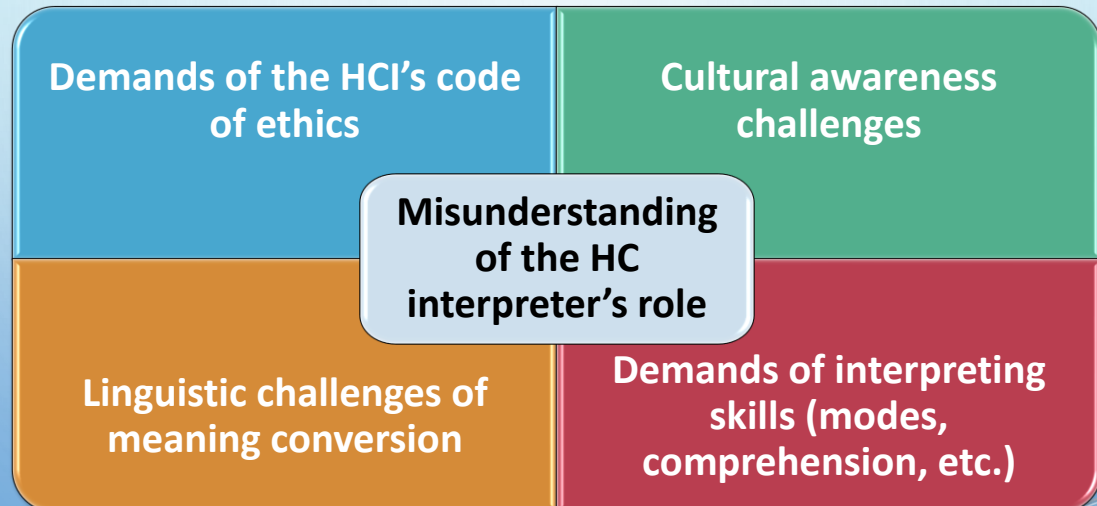 Demands of the HCI’s code
of ethics
Cultural awareness
challenges
Misunderstanding
of the HC
interpreter’s role
Linguistic challenges of
meaning conversion
Demands of interpreting
skills (modes,
comprehension, etc.)